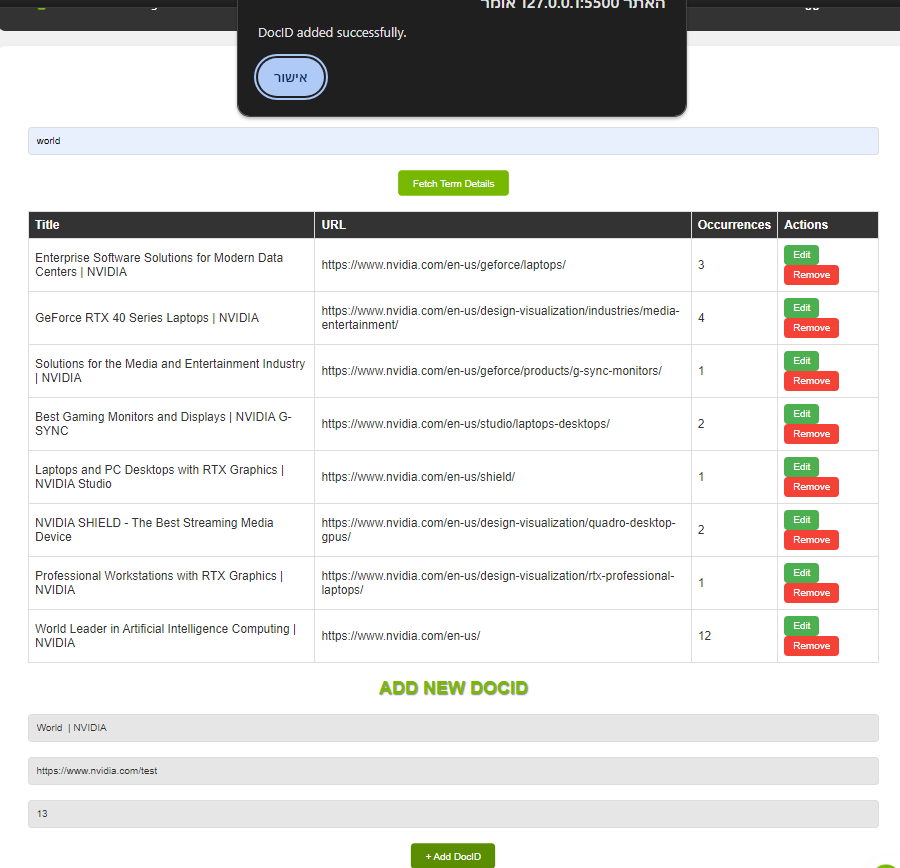 האתר 127.0.0.1:5500 אומר
DocID added successfully.
אישור
world
Fetch Term Details
Title URL Occurrences Actions
Enterprise Software Solutions for Modern Data
Centers | NVIDIA
https://www.nvidia.com/en-us/geforce/laptops/
3
Edit
Remove
GeForce RTX 40 Series Laptops | NVIDIA
https://www.nvidia.com/en-us/design-visualization/industries/media-
entertainment/
4
Edit
Remove
Solutions for the Media and Entertainment Industry
| NVIDIA
https://www.nvidia.com/en-us/geforce/products/g-sync-monitors/
1
Edit
Remove
Best Gaming Monitors and Displays | NVIDIA G-
SYNC
https://www.nvidia.com/en-us/studio/laptops-desktops/
2
Edit
Remove
Laptops and PC Desktops with RTX Graphics |
NVIDIA Studio
https://www.nvidia.com/en-us/shield/
1
Edit
Remove
NVIDIA SHIELD - The Best Streaming Media
Device
https://www.nvidia.com/en-us/design-visualization/quadro-desktop-
gpus/
2
Edit
Remove
Professional Workstations with RTX Graphics |
NVIDIA
https://www.nvidia.com/en-us/design-visualization/rtx-professional-
laptops/
1
Edit
Remove
World Leader in Artificial Intelligence Computing |
NVIDIA
https://www.nvidia.com/en-us/
12
Edit
Remove
ADD NEW DOCID
World | NVIDIA
https://www.nvidia.com/test
13
+ Add DocID